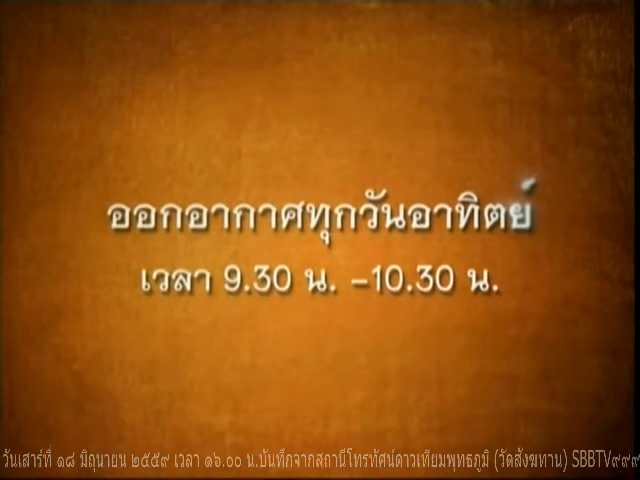 ออกอากาศทุกวันอาทิตย์
เวลา 9.30 น. -10.30 น.
วันเสาร์ที่ ๑๘ มิถุนายน ๒๕๕๙ เวลา ๑๖.๐๐ น.บันทึกจากสถานีโทรทัศน์ดาวเทียมพุทธภูมิ (วัดสังฆทาน) SBBTV๙๙๙